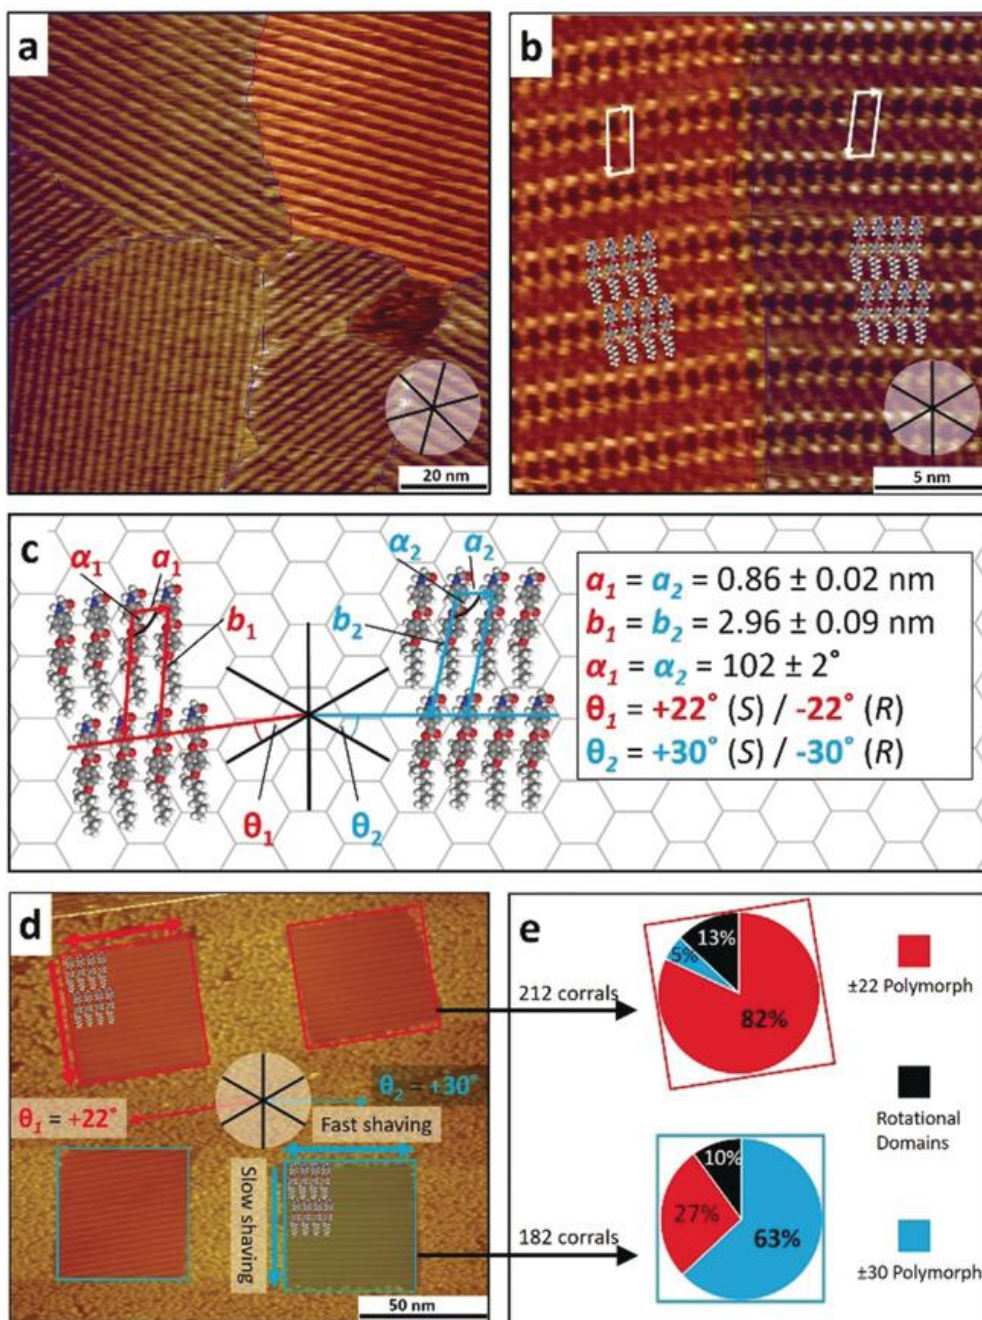 a
20 nm
b
5 nm
c
α₁
a₁
b₁
α₂
a₂
b₂
θ₁
θ₂
a₁ = a₂ = 0.86 ± 0.02 nm
b₁ = b₂ = 2.96 ± 0.09 nm
α₁ = α₂ = 102 ± 2°
θ₁ = +22° (S) / -22° (R)
θ₂ = +30° (S) / -30° (R)
d
θ₁ = +22°
θ₂ = +30°
Fast shaving
Slow shaving
50 nm
e
212 corrals
13%
5%
82%
182 corrals
10%
27%
63%
±22 Polymorph
Rotational
Domains
±30 Polymorph